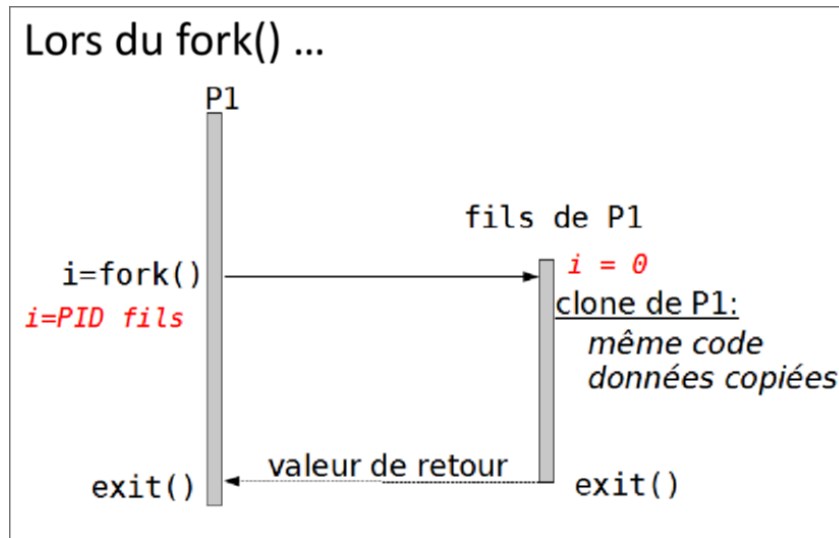 Lors du fork() ...
P1
fils de P1
i=fork()
i = 0
i=PID fils
clone de P1:
même code
données copiées
valeur de retour
exit()
exit()